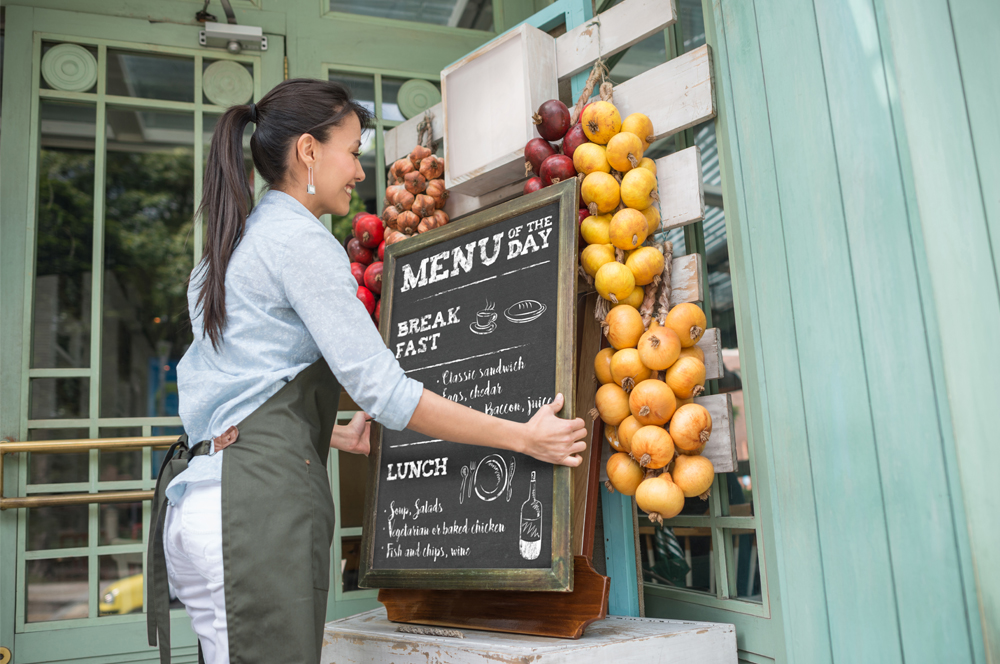 MENU OF THE DAY
BREAK
FAST
· Classic sandwich
Eggs, chedar
Bacon, juice
LUNCH
· Soup, Salads
· Vegetarian or baked chicken
· Fish and chips, wine